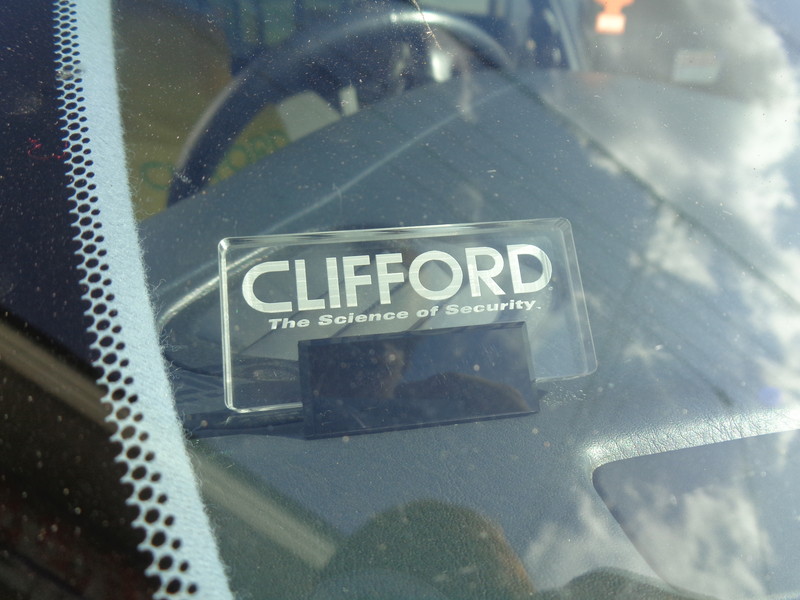 CLIFFORD
The Science of Security.